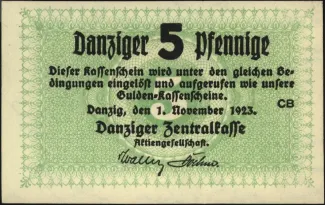 Danziger 5 Pfennige
Dieser Kassenschein wird unter den gleichen Be-
dingungen eingelöst und aufgerufen wie unsere
Gulden-Kassenscheine.
CB
Danzig, den 1. November 1923.
Danziger Zentralkasse
Aktiengesellschaft.